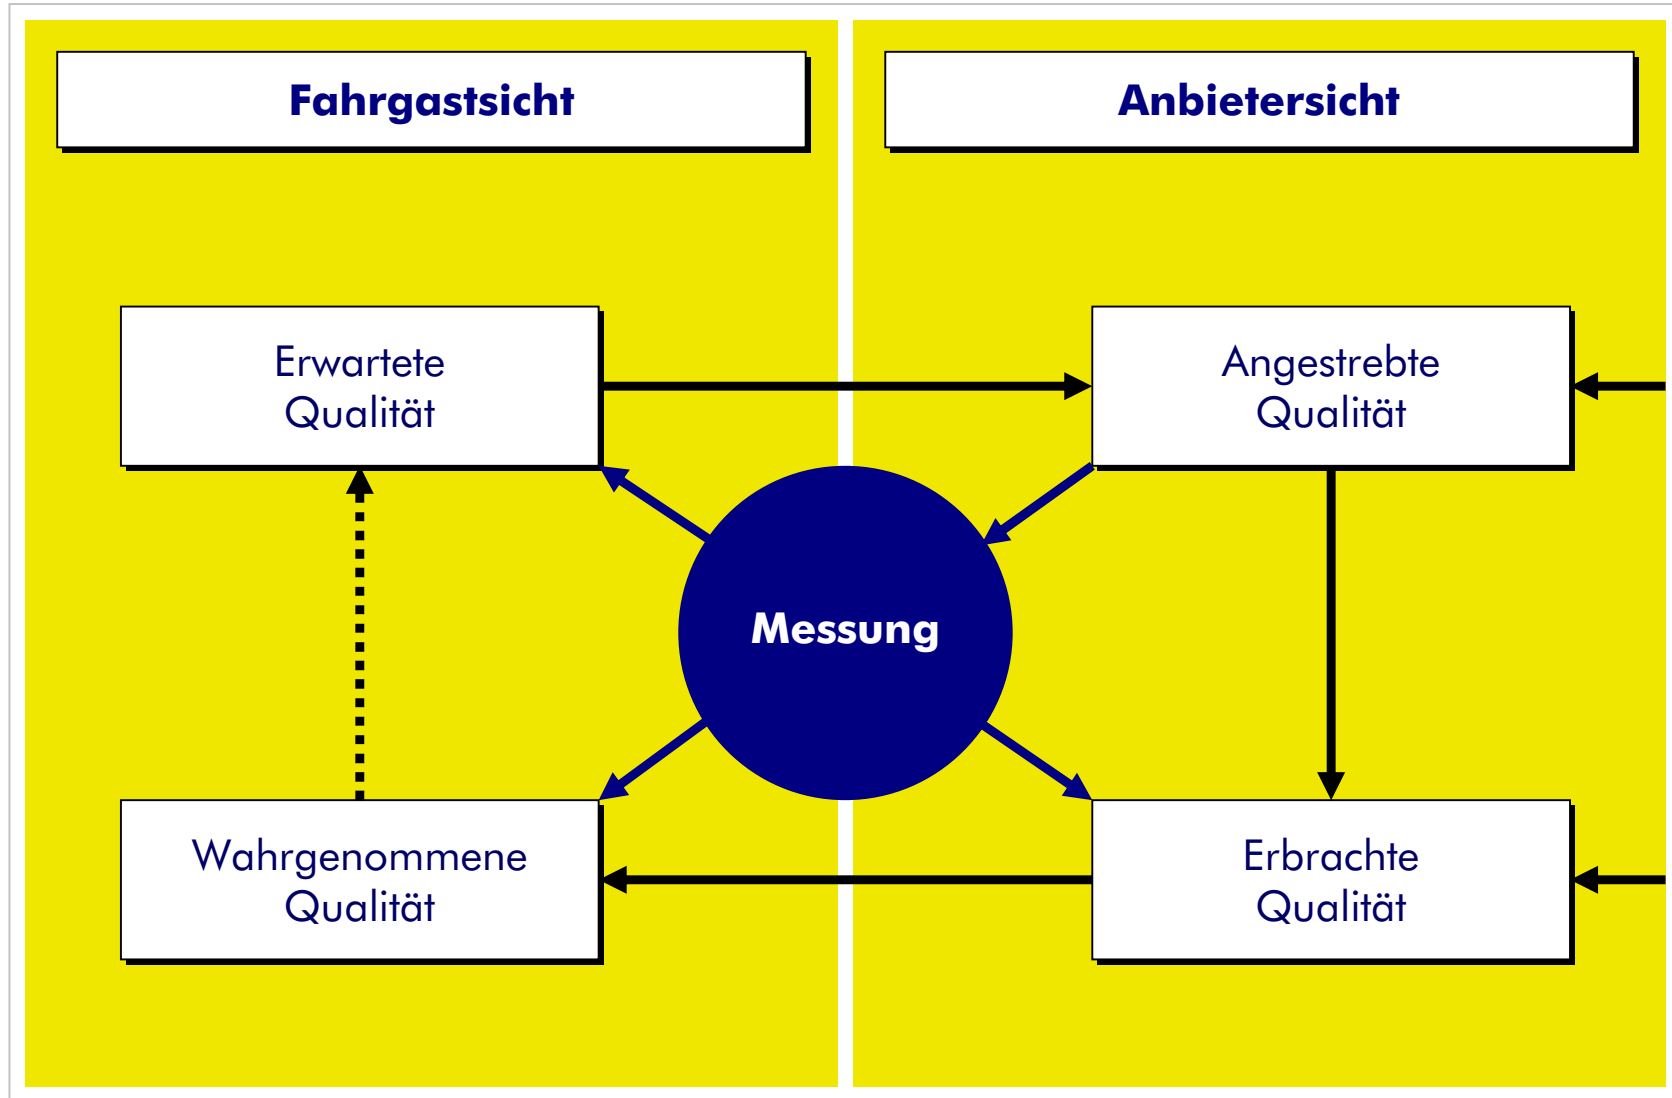 Fahrgastsicht
Anbietersicht
Erwartete
Qualität
Angestrebte
Qualität
Messung
Wahrgenommene
Qualität
Erbrachte
Qualität